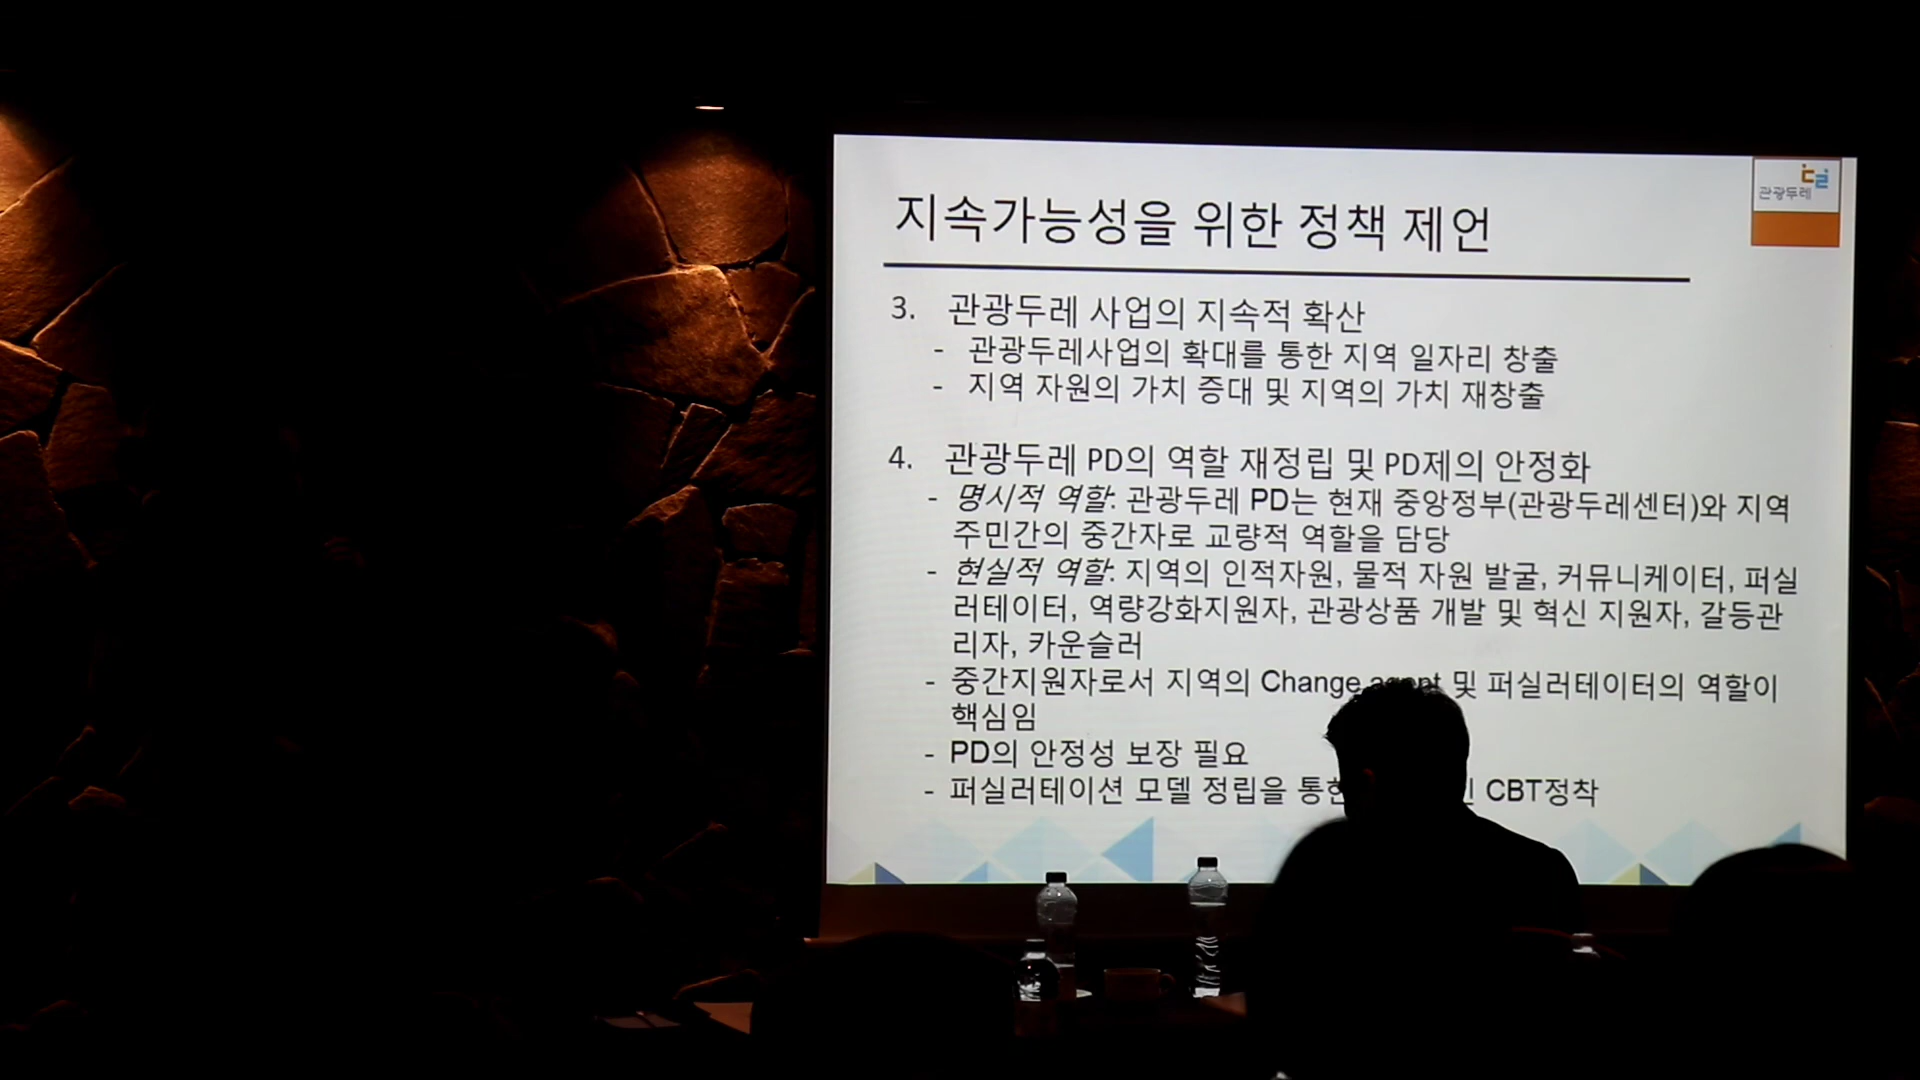 관광두레
지속가능성을 위한 정책 제언
3. 관광두레 사업의 지속적 확산
- 관광두레사업의 확대를 통한 지역 일자리 창출
- 지역 자원의 가치 증대 및 지역의 가치 재창출
4. 관광두레 PD의 역할 재정립 및 PD제의 안정화
- 명시적 역할: 관광두레 PD는 현재 중앙정부(관광두레센터)와 지역
주민간의 중간자로 교량적 역할을 담당
- 현실적 역할: 지역의 인적자원, 물적 자원 발굴, 커뮤니케이터, 퍼실
러테이터, 역량강화지원자, 관광상품 개발 및 혁신 지원자, 갈등관
리자, 카운슬러
- 중간지원자로서 지역의 Change agent 및 퍼실러테이터의 역할이
핵심임
- PD의 안정성 보장 필요
- 퍼실러테이션 모델 정립을 CBT정착